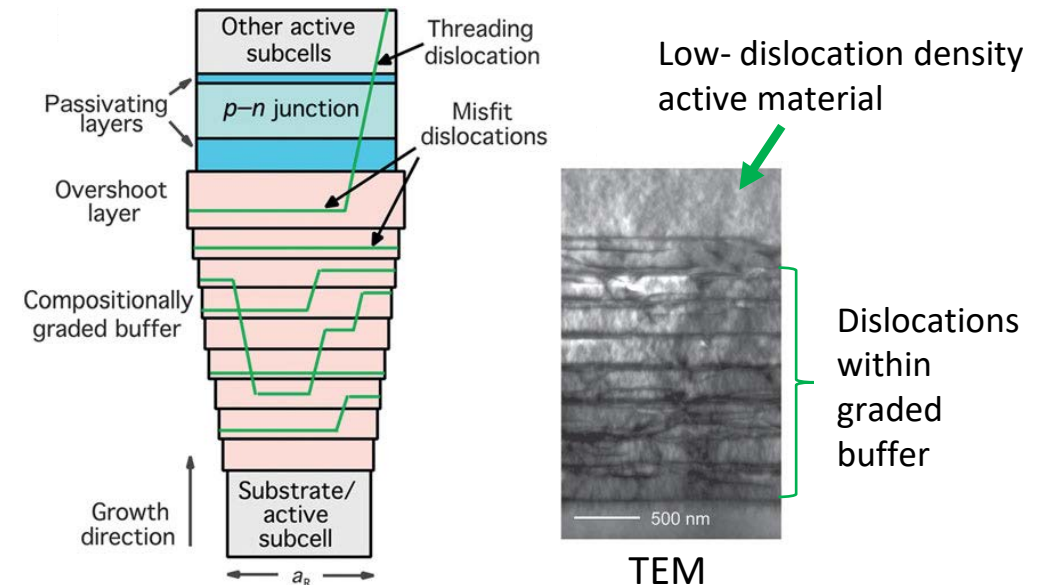 Other active
subcells
Threading
dislocation
Passivating
layers
p–n junction
Misfit
dislocations
Overshoot
layer
Compositionally
graded buffer
Growth
direction
Substrate/
active
subcell
aR
Low- dislocation density
active material
Dislocations
within
graded
buffer
500 nm
TEM